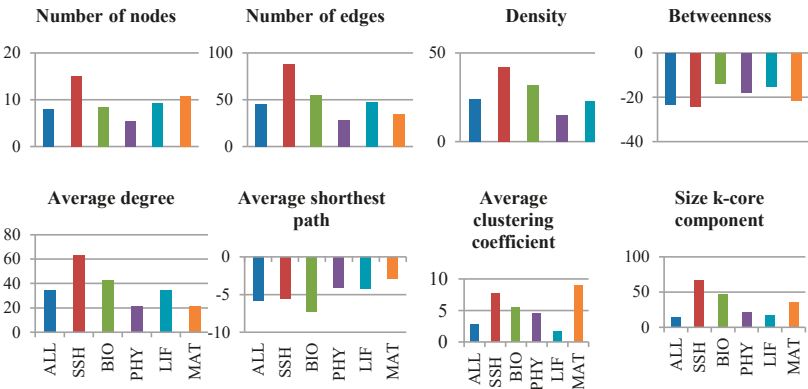 Number of nodes
20
10
0
Number of edges
100
50
0
Density
50
0
Betweenness
0
-20
-40
Average degree
80
60
40
20
0
ALL
SSH
BIO
PHY
LIF
MAT
Average shorthest
path
0
-5
-10
ALL
SSH
BIO
PHY
LIF
MAT
Average
clustering
coefficient
10
5
0
ALL
SSH
BIO
PHY
LIF
MAT
Size k-core
component
100
50
0
ALL
SSH
BIO
PHY
LIF
MAT